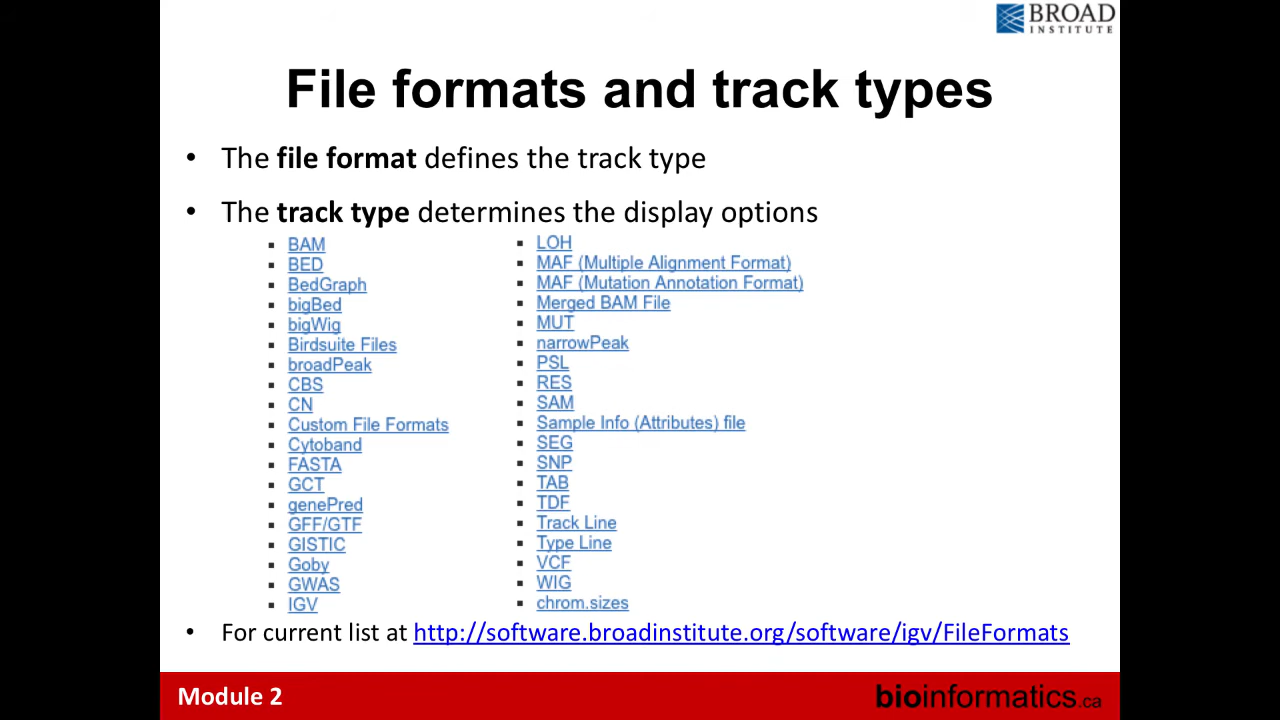 BROAD
INSTITUTE
File formats and track types
• The file format defines the track type
• The track type determines the display options
▪ BAM
▪ BED
▪ BedGraph
▪ bigBed
▪ bigWig
▪ Birdsuite Files
▪ broadPeak
▪ CBS
▪ CN
▪ Custom File Formats
▪ Cytoband
▪ FASTA
▪ GCT
▪ genePred
▪ GFF/GTF
▪ GISTIC
▪ Goby
▪ GWAS
▪ IGV
▪ LOH
▪ MAF (Multiple Alignment Format)
▪ MAF (Mutation Annotation Format)
▪ Merged BAM File
▪ MUT
▪ narrowPeak
▪ PSL
▪ RES
▪ SAM
▪ Sample Info (Attributes) file
▪ SEG
▪ SNP
▪ TAB
▪ TDF
▪ Track Line
▪ Type Line
▪ VCF
▪ WIG
▪ chrom.sizes
• For current list at http://software.broadinstitute.org/software/igv/FileFormats
Module 2
bioinformatics.ca